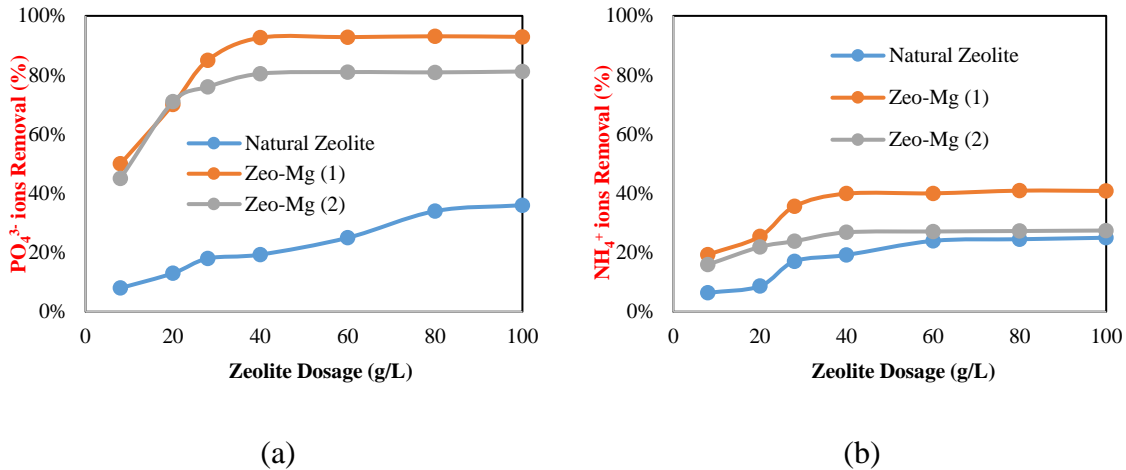 100%
80%
60%
40%
20%
0%
PO₄³⁻ ions Removal (%)
Natural Zeolite
Zeo-Mg (1)
Zeo-Mg (2)
0 20 40 60 80 100
Zeolite Dosage (g/L)
(a)
100%
80%
60%
40%
20%
0%
NH₄⁺ ions Removal (%)
Natural Zeolite
Zeo-Mg (1)
Zeo-Mg (2)
0 20 40 60 80 100
Zeolite Dosage (g/L)
(b)